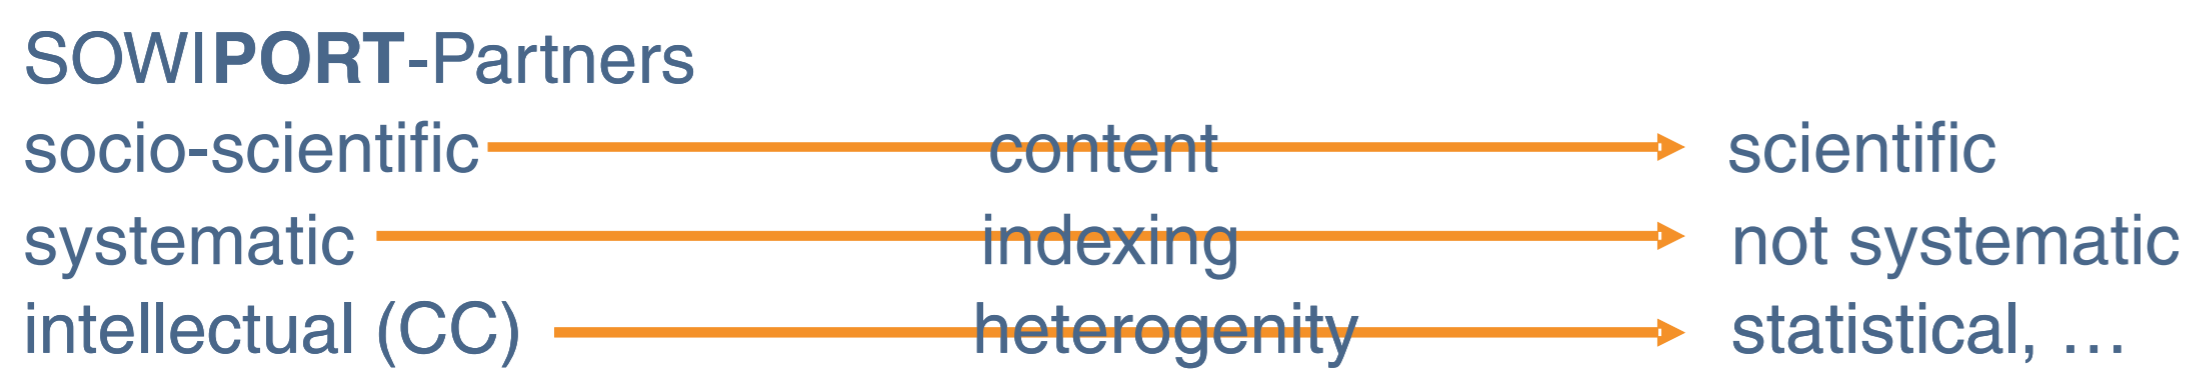 SOWIPORT-Partners
socio-scientific content scientific
systematic indexing not systematic
intellectual (CC) heterogenity statistical, …